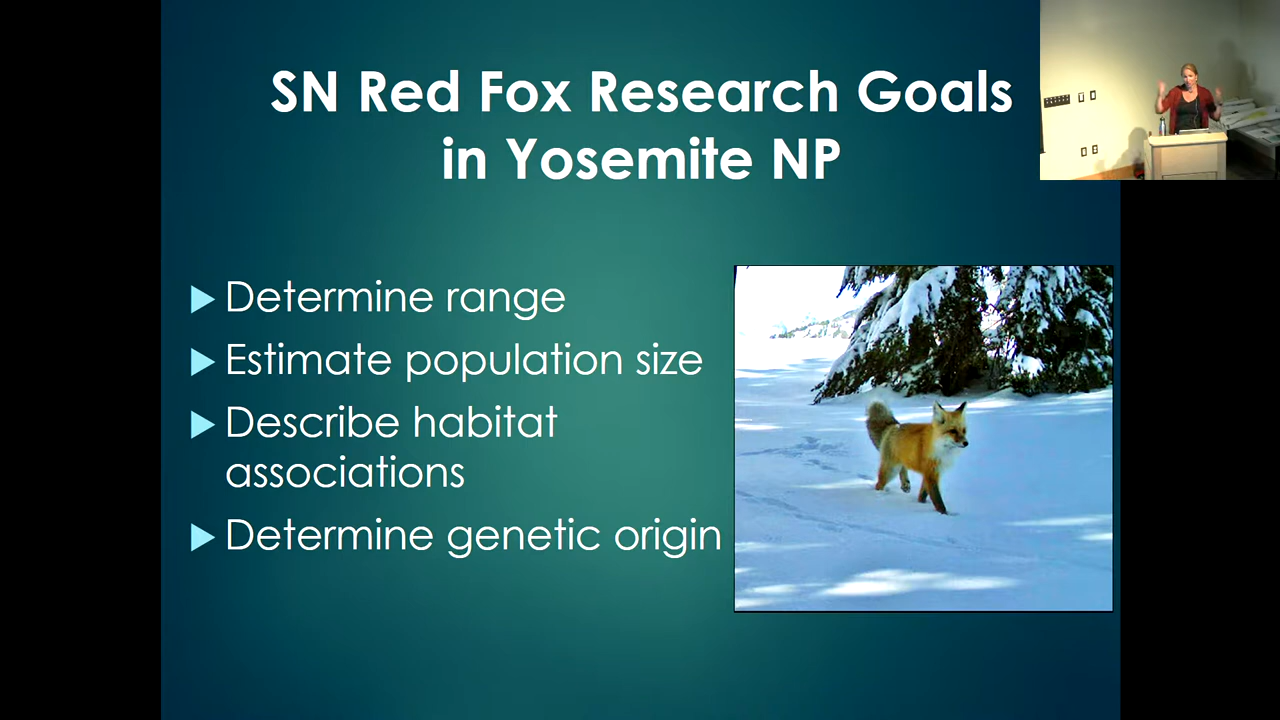 SN Red Fox Research Goals
in Yosemite NP
Determine range
Estimate population size
Describe habitat
associations
Determine genetic origin